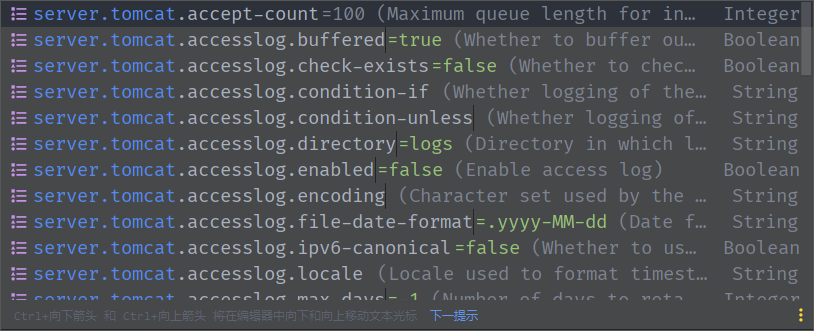 server.tomcat.accept-count=100 (Maximum queue length for in... Integer
server.tomcat.accesslog.buffered=true (Whether to buffer ou... Boolean
server.tomcat.accesslog.check-exists=false (Whether to chec... Boolean
server.tomcat.accesslog.condition-if (Whether logging of the... String
server.tomcat.accesslog.condition-unless (Whether logging of... String
server.tomcat.accesslog.directory=logs (Directory in which l... String
server.tomcat.accesslog.enabled=false (Enable access log) Boolean
server.tomcat.accesslog.encoding (Character set used by the ... String
server.tomcat.accesslog.file-date-format=.yyyy-MM-dd (Date f... String
server.tomcat.accesslog.ipv6-canonical=false (Whether to us... Boolean
server.tomcat.accesslog.locale (Locale used to format timest... String
server.tomcat.accesslog.max-days=-1 (Number of days to reta... Integer
Ctrl+向下箭头 和 Ctrl+向上箭头 将在编辑器中向下和向上移动文本光标 下一提示